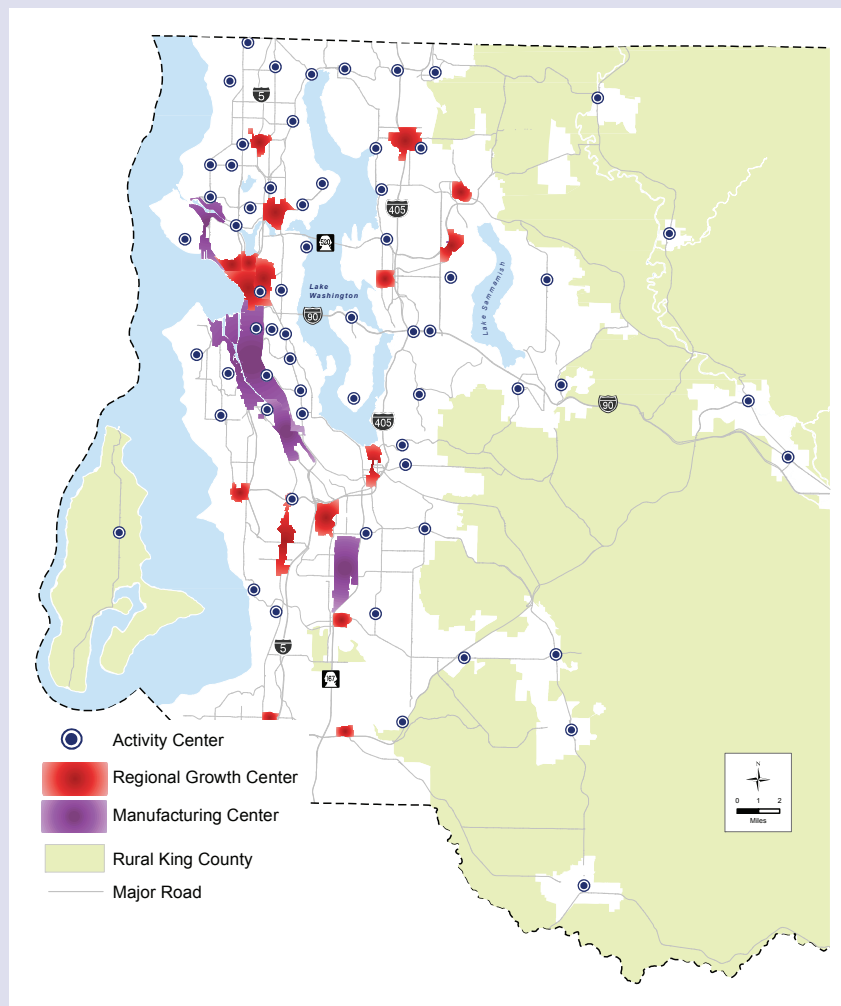 5
405
520
Lake
Washington
Lake Sammamish
90
405
90
5
167
Activity Center
Regional Growth Center
Manufacturing Center
Rural King County
Major Road
N
0 1 2
Miles